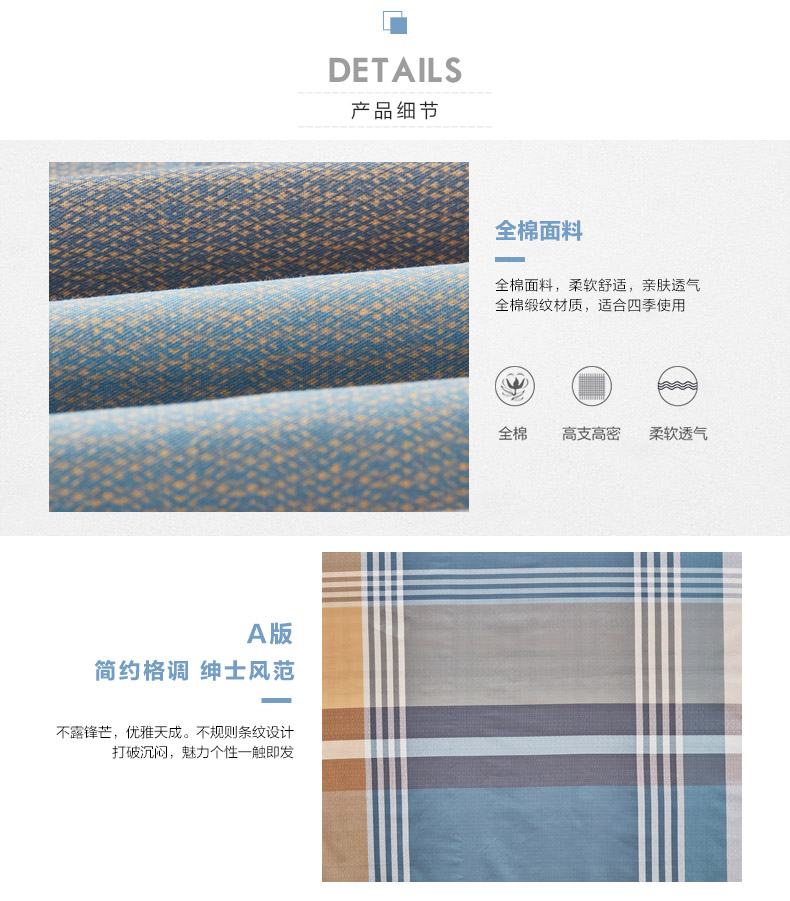 DETAILS
产品细节
全棉面料
全棉面料，柔软舒适，亲肤透气
全棉缎纹材质，适合四季使用
全棉
高支高密
柔软透气
A版
简约格调 绅士风范
不露锋芒，优雅天成。不规则条纹设计
打破沉闷，魅力个性一触即发